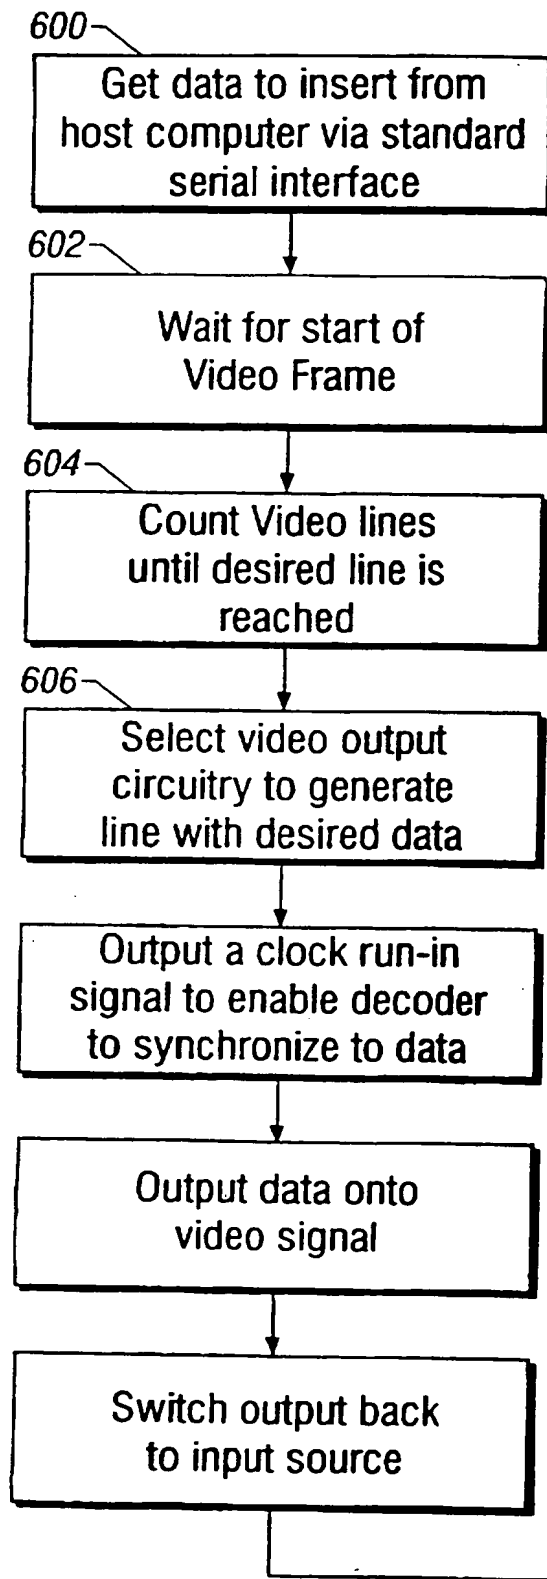 600
Get data to insert from
host computer via standard
serial interface
602
Wait for start of
Video Frame
604
Count Video lines
until desired line is
reached
606
Select video output
circuitry to generate
line with desired data
Output a clock run-in
signal to enable decoder
to synchronize to data
Output data onto
video signal
Switch output back
to input source